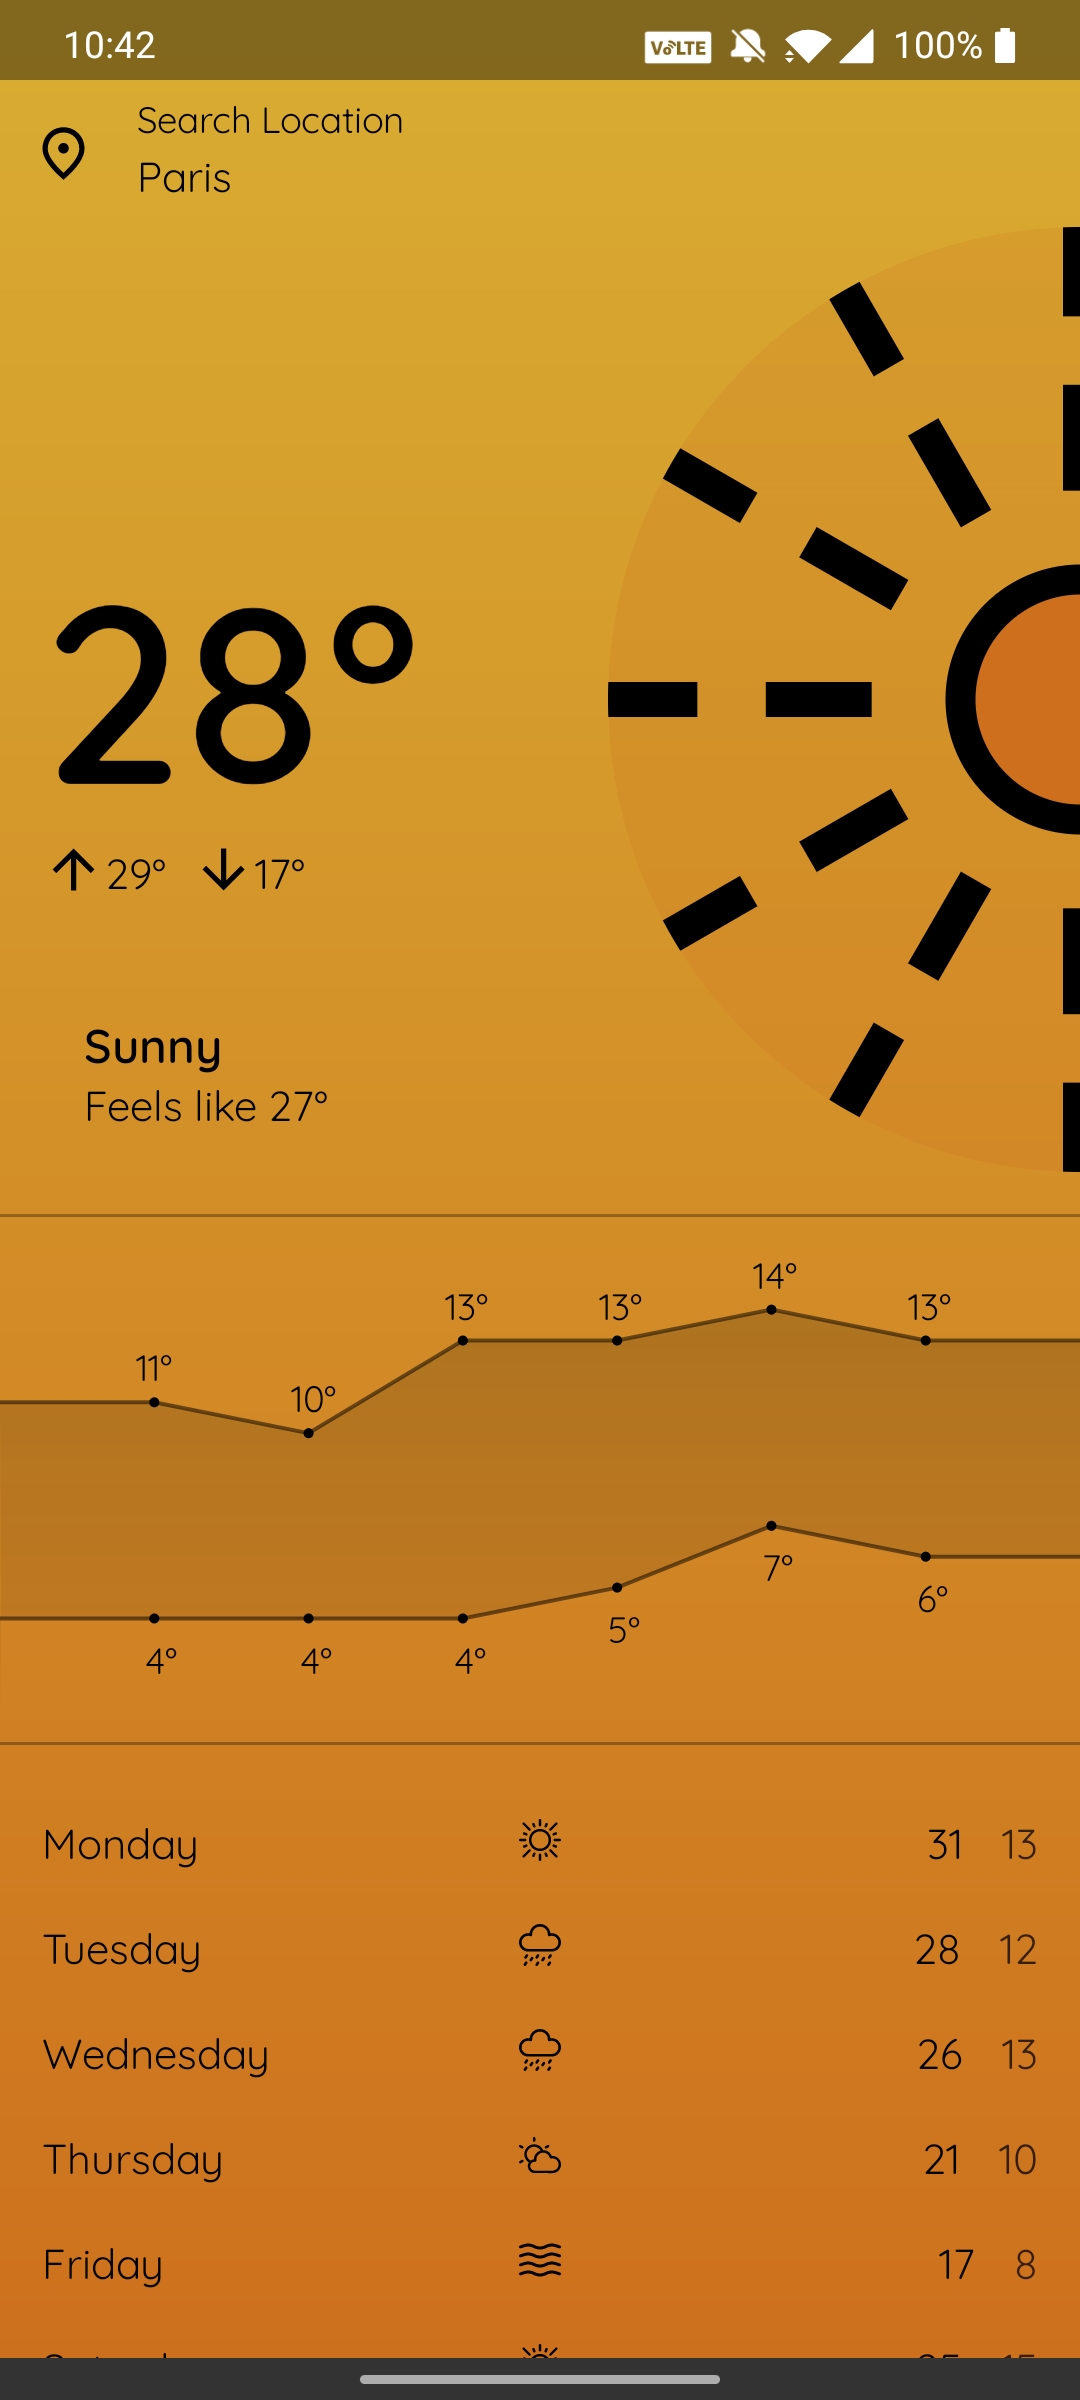 10:42 VoLTE 100%
Search Location
Paris
28°
29° 17°
Sunny
Feels like 27°
14°
13° 13° 13°
11°
10°
7°
6°
5°
4° 4° 4°
Monday 31 13
Tuesday 28 12
Wednesday 26 13
Thursday 21 10
Friday 17 8